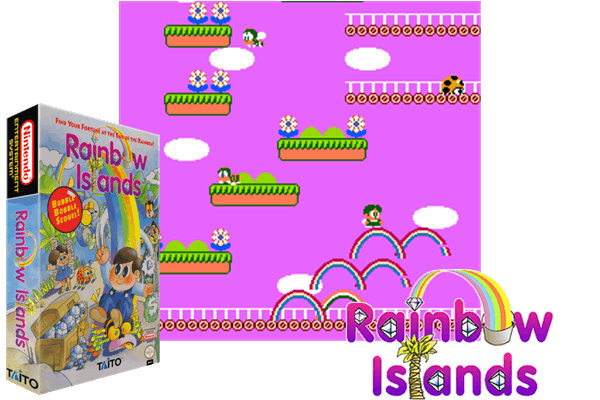 Nintendo
ENTERTAINMENT
SYSTEM
FIND YOUR FORTUNE AT THE END OF THE RAINBOW!
Rainbow
Islands
BUBBLE
BOBBLE
SEQUEL!
Rainbow Islands
TAITO
TAITO
Rainbow
Islands